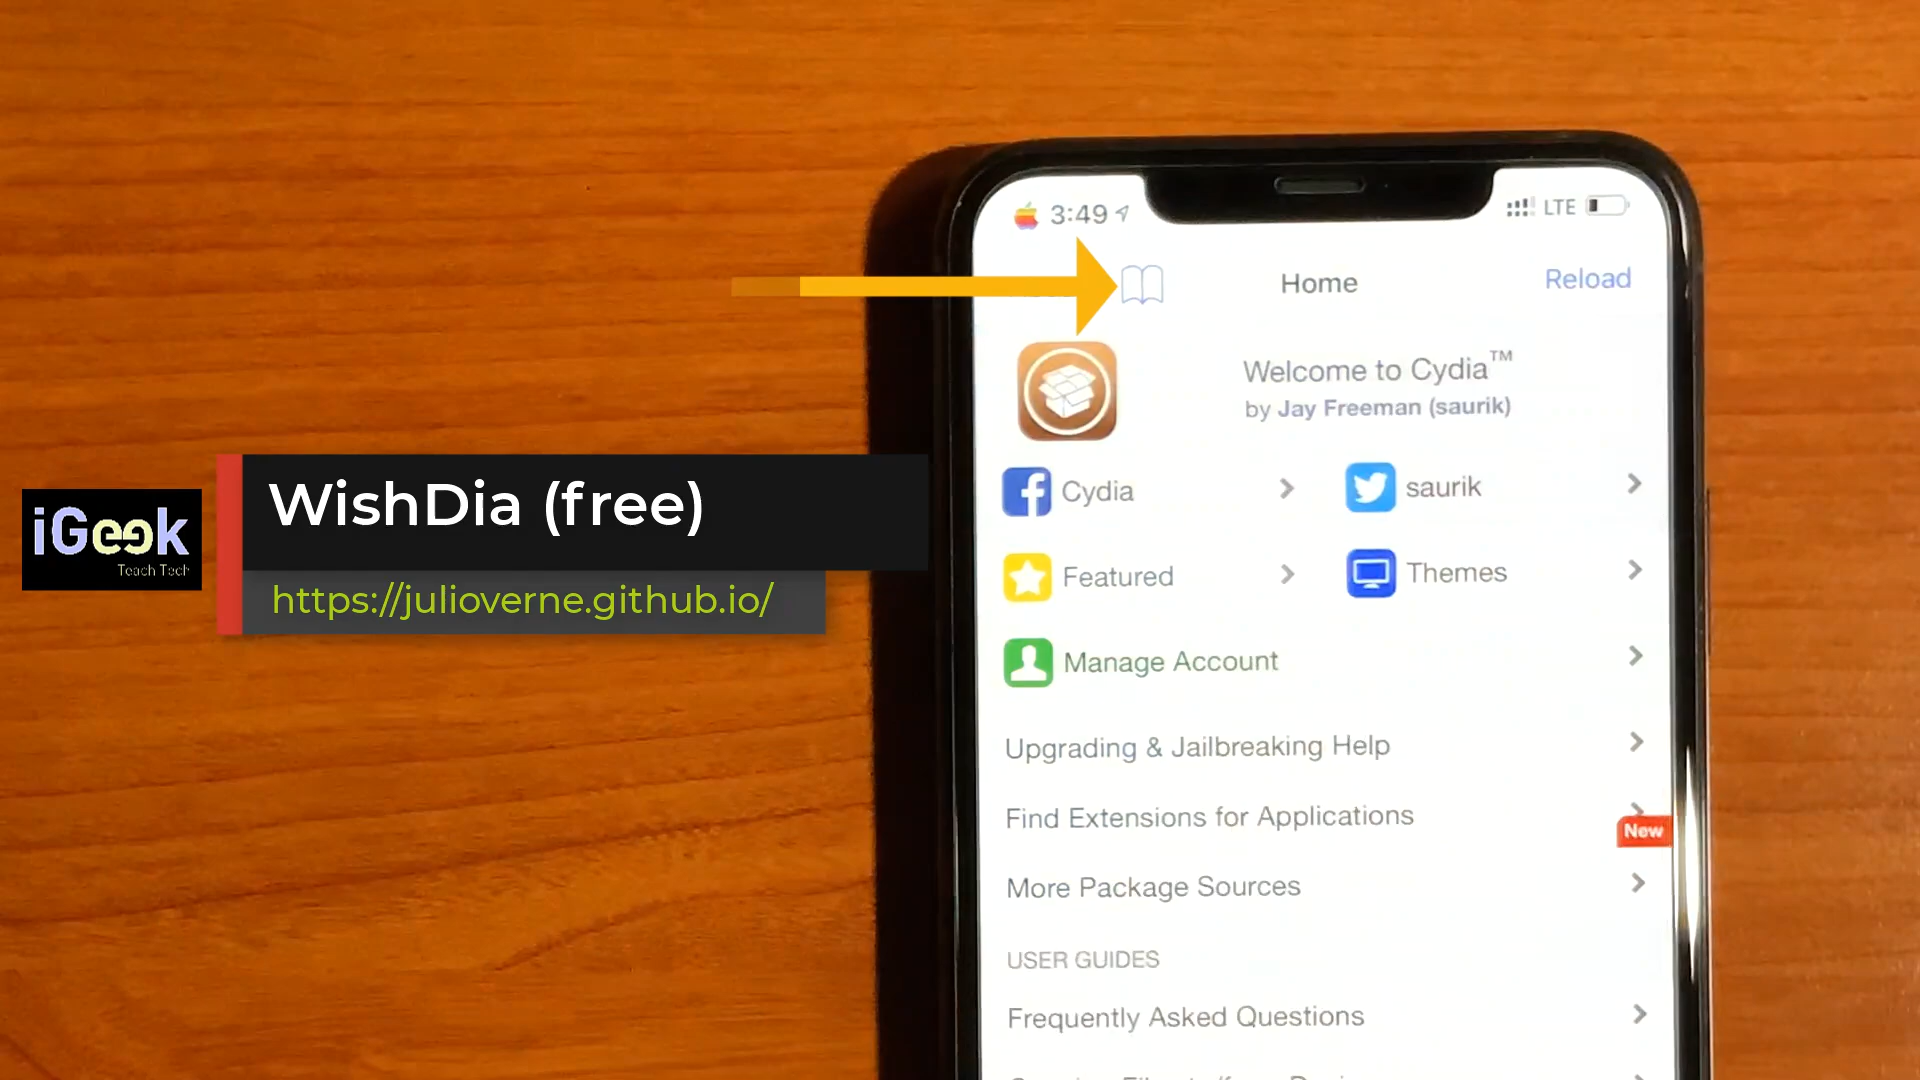 3:49
LTE
Home
Reload
Welcome to Cydia™
by Jay Freeman (saurik)
Cydia
saurik
Featured
Themes
Manage Account
Upgrading & Jailbreaking Help
Find Extensions for Applications
New
More Package Sources
USER GUIDES
Frequently Asked Questions
iGeek
Teach Tech
WishDia (free)
https://julioverne.github.io/